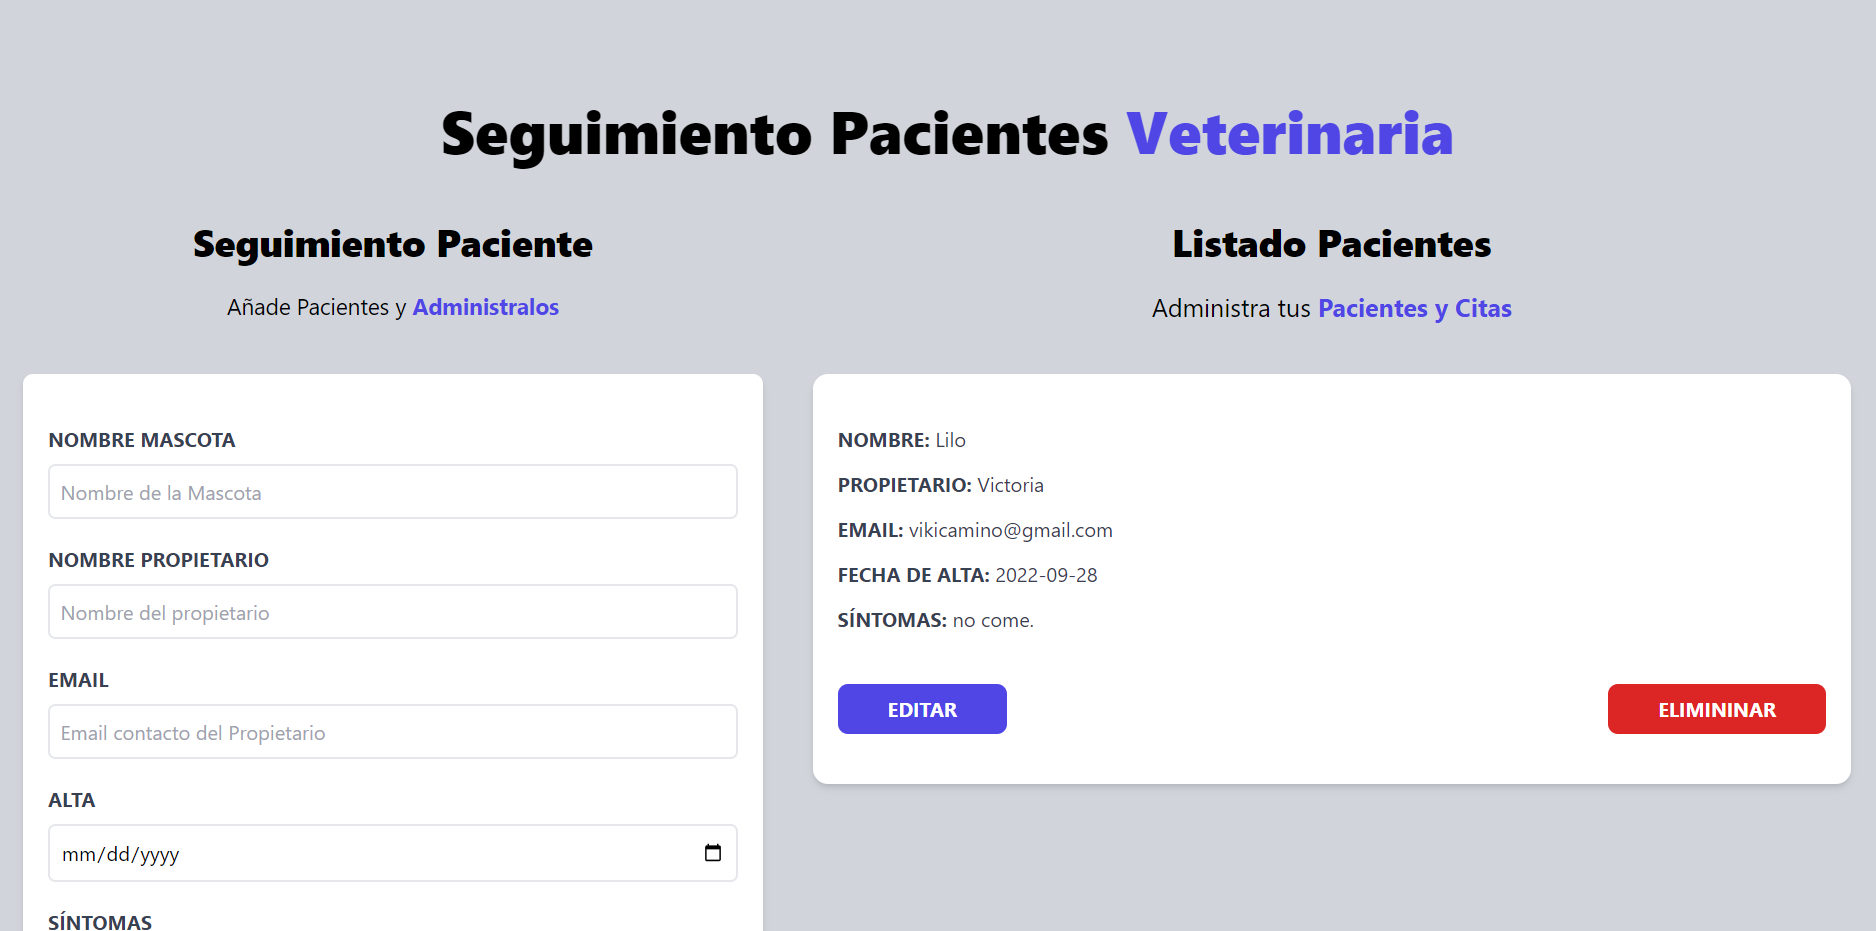 Seguimiento Pacientes Veterinaria
Seguimiento Paciente
Añade Pacientes y Administralos
NOMBRE MASCOTA
Nombre de la Mascota
NOMBRE PROPIETARIO
Nombre del propietario
EMAIL
Email contacto del Propietario
ALTA
mm/dd/yyyy
SÍNTOMAS
Listado Pacientes
Administra tus Pacientes y Citas
NOMBRE: Lilo
PROPIETARIO: Victoria
EMAIL: vikicamino@gmail.com
FECHA DE ALTA: 2022-09-28
SÍNTOMAS: no come.
EDITAR
ELIMININAR